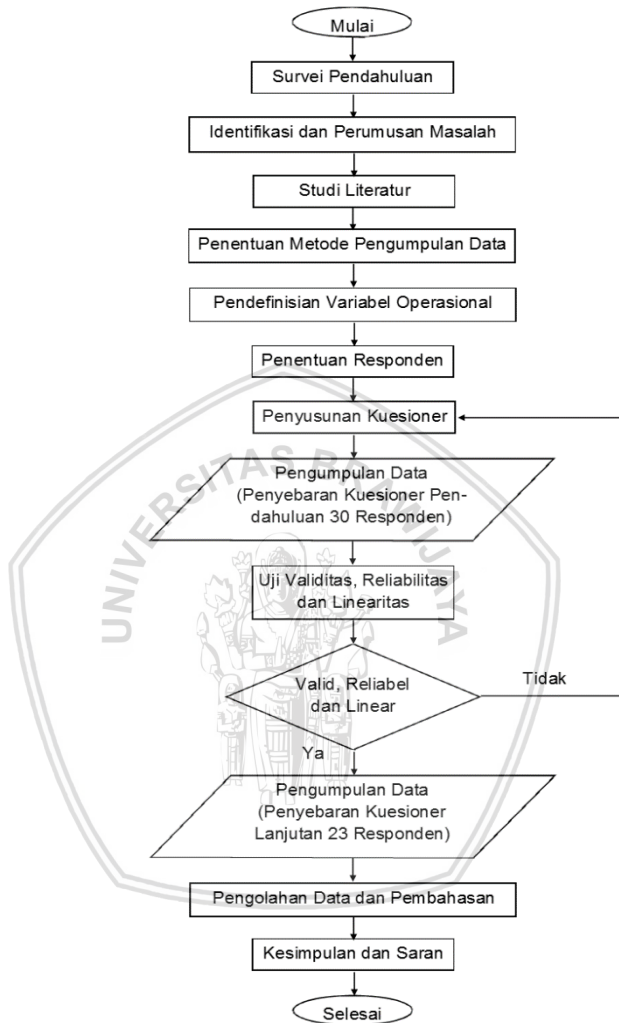 Mulai
Survei Pendahuluan
Identifikasi dan Perumusan Masalah
Studi Literatur
Penentuan Metode Pengumpulan Data
Pendefinisian Variabel Operasional
Penentuan Responden
Penyusunan Kuesioner
UNIVERSITAS BRAWIJAYA
Pengumpulan Data
(Penyebaran Kuesioner Pen-
dahuluan 30 Responden)
Uji Validitas, Reliabilitas
dan Linearitas
Valid, Reliabel
dan Linear
Tidak
Ya
Pengumpulan Data
(Penyebaran Kuesioner
Lanjutan 23 Responden)
Pengolahan Data dan Pembahasan
Kesimpulan dan Saran
Selesai